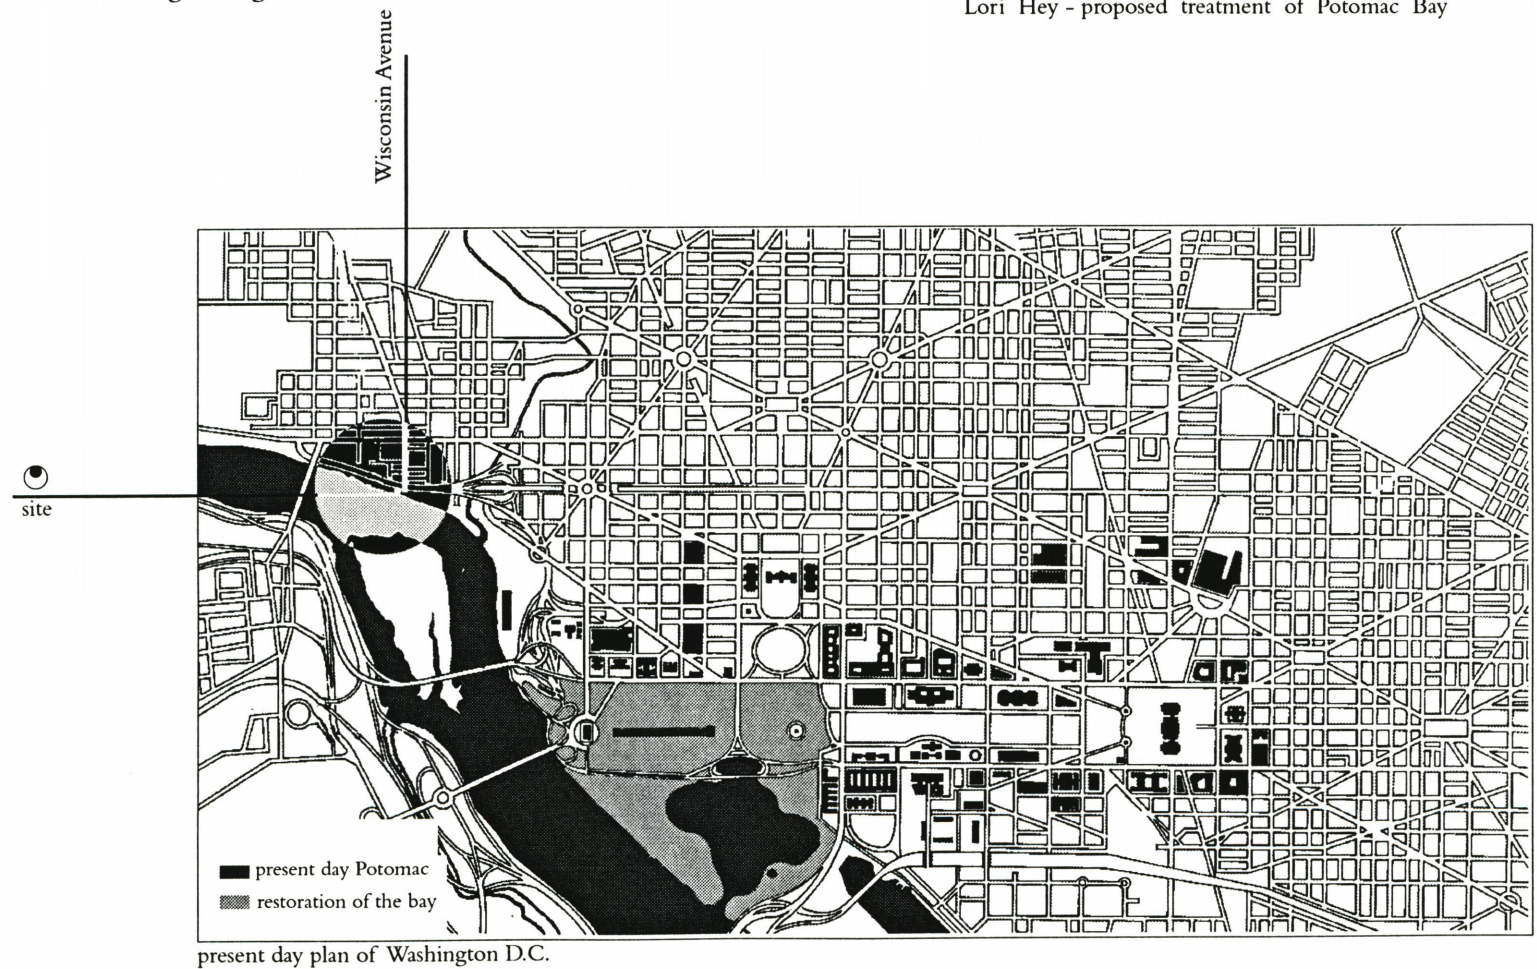 Lori Hey - proposed treatment of Potomac Bay
Wisconsin Avenue
site
present day Potomac
restoration of the bay
present day plan of Washington D.C.